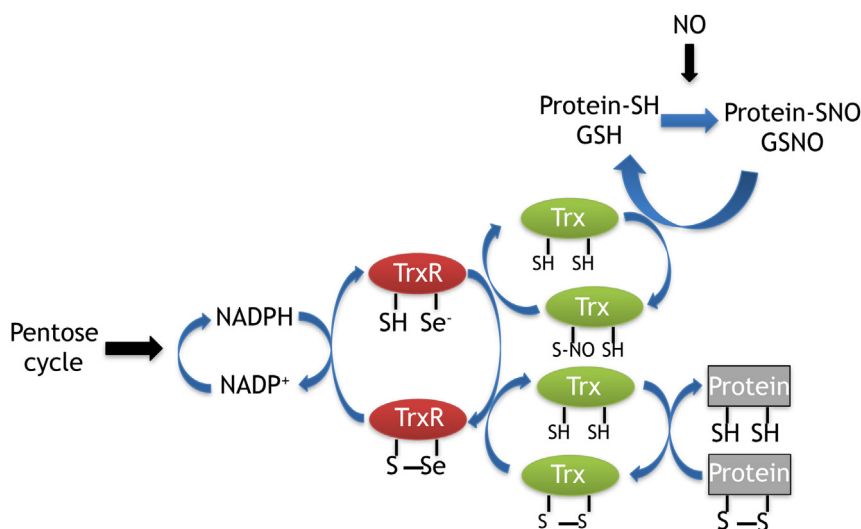 NO
Protein-SH
GSH
Protein-SNO
GSNO
Trx
SH SH
TrxR
SH Se⁻
Trx
S-NO SH
Pentose
cycle
NADPH
NADP⁺
Trx
SH SH
Protein
SH SH
TrxR
S Se
Trx
S S
Protein
S S